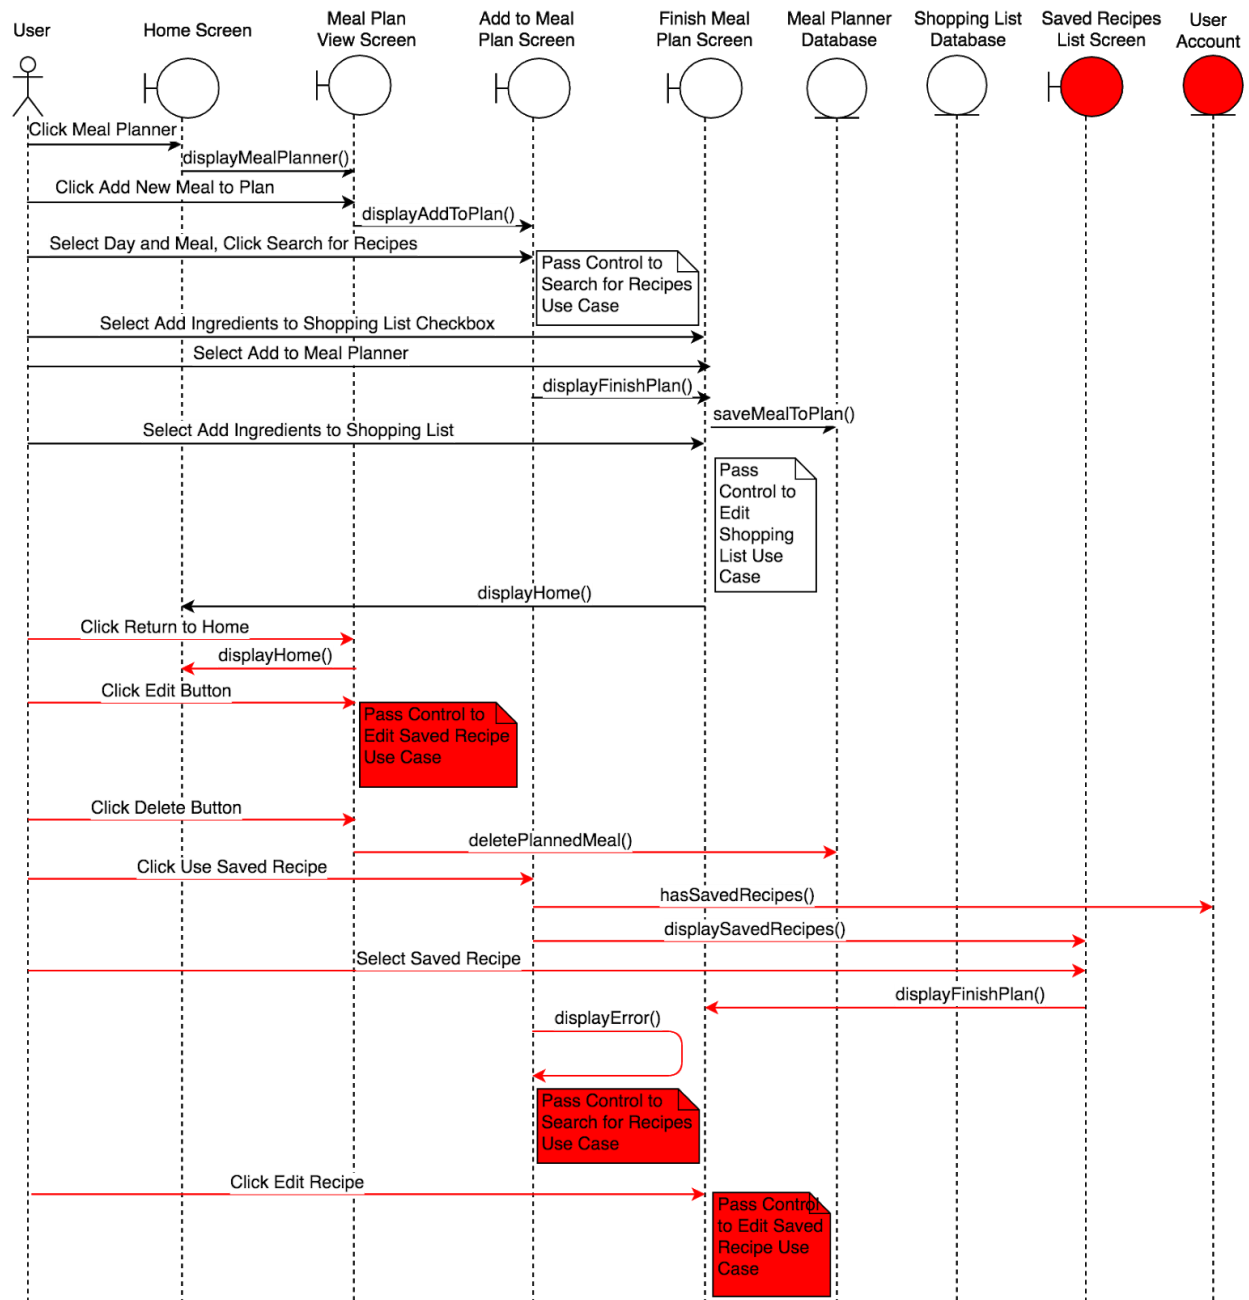 User
Home Screen
Meal Plan
View Screen
Add to Meal
Plan Screen
Finish Meal
Plan Screen
Meal Planner
Database
Shopping List
Database
Saved Recipes
List Screen
User
Account
Click Meal Planner
displayMealPlanner()
Click Add New Meal to Plan
displayAddToPlan()
Select Day and Meal, Click Search for Recipes
Pass Control to
Search for Recipes
Use Case
Select Add Ingredients to Shopping List Checkbox
Select Add to Meal Planner
displayFinishPlan()
saveMealToPlan()
Select Add Ingredients to Shopping List
Pass
Control to
Edit
Shopping
List Use
Case
displayHome()
Click Return to Home
displayHome()
Click Edit Button
Pass Control to
Edit Saved Recipe
Use Case
Click Delete Button
deletePlannedMeal()
Click Use Saved Recipe
hasSavedRecipes()
displaySavedRecipes()
Select Saved Recipe
displayFinishPlan()
displayError()
Pass Control to
Search for Recipes
Use Case
Click Edit Recipe
Pass Control
to Edit Saved
Recipe Use
Case